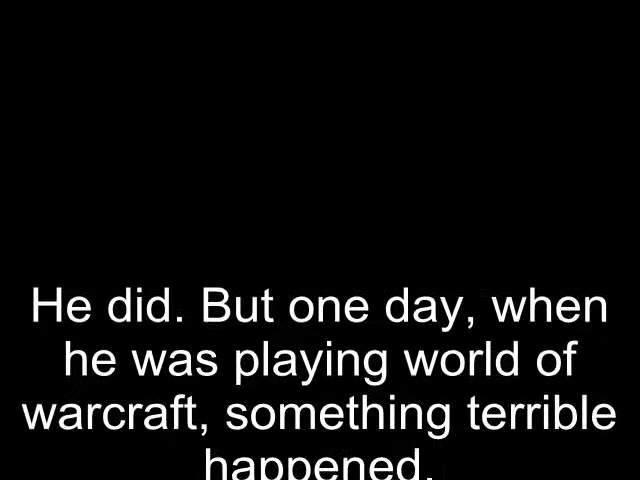 He did. But one day, when
he was playing world of
warcraft, something terrible
happened.